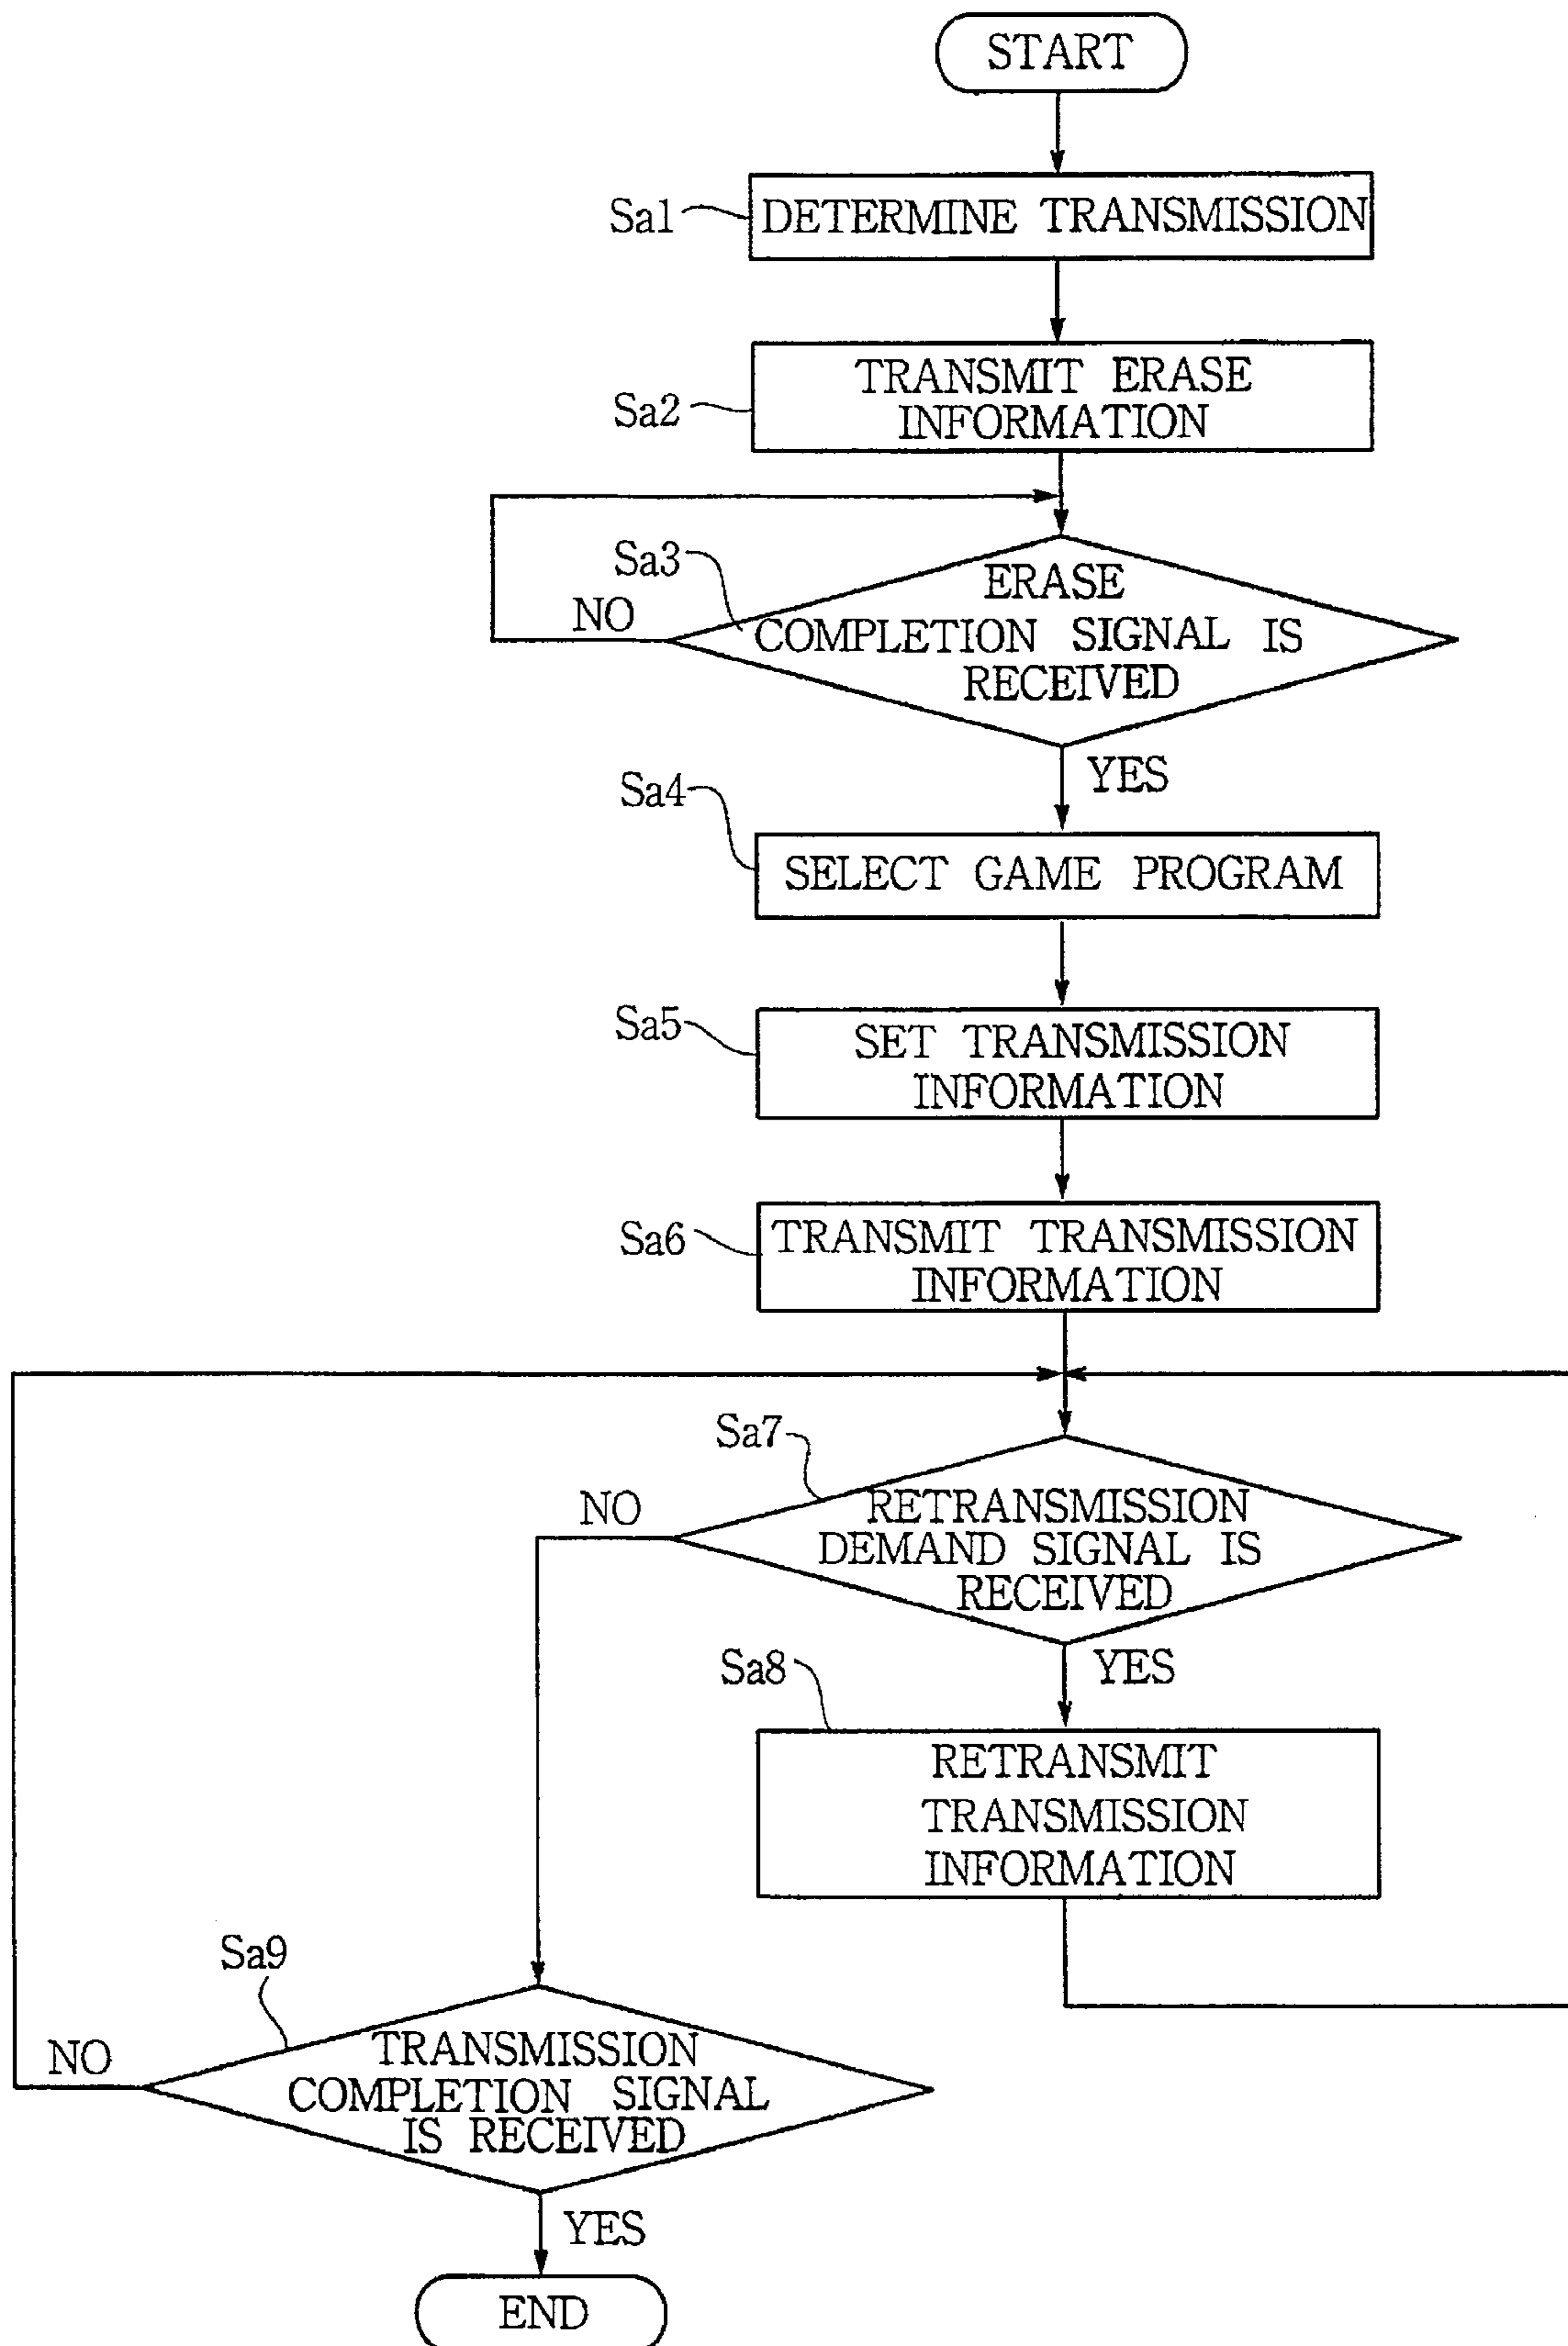 START
Sa1
DETERMINE TRANSMISSION
Sa2
TRANSMIT ERASE
INFORMATION
Sa3
NO
ERASE
COMPLETION SIGNAL IS
RECEIVED
YES
Sa4
SELECT GAME PROGRAM
Sa5
SET TRANSMISSION
INFORMATION
Sa6
TRANSMIT TRANSMISSION
INFORMATION
Sa7
NO
RETRANSMISSION
DEMAND SIGNAL IS
RECEIVED
YES
Sa8
RETRANSMIT
TRANSMISSION
INFORMATION
Sa9
NO
TRANSMISSION
COMPLETION SIGNAL
IS RECEIVED
YES
END